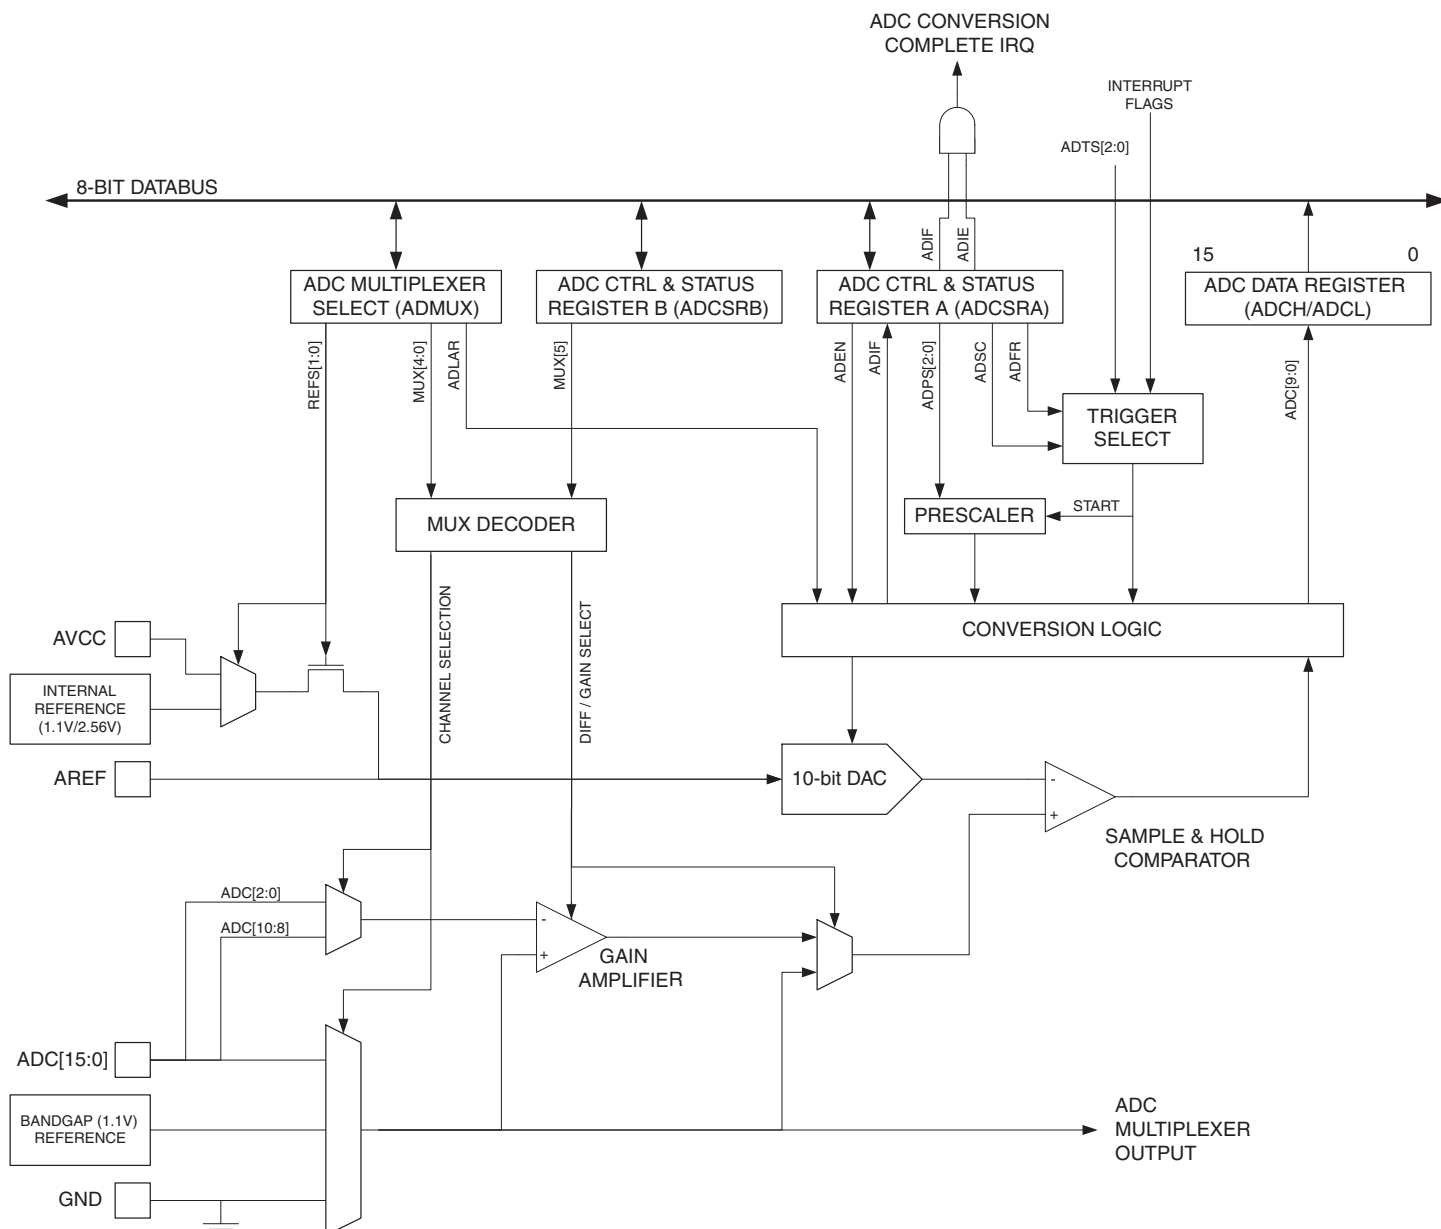 ADC CONVERSION
COMPLETE IRQ
INTERRUPT
FLAGS
ADTS[2:0]
8-BIT DATABUS
ADIF
ADIE
15
0
ADC MULTIPLEXER
SELECT (ADMUX)
ADC CTRL & STATUS
REGISTER B (ADCSRB)
ADC CTRL & STATUS
REGISTER A (ADCSRA)
ADC DATA REGISTER
(ADCH/ADCL)
REFS[1:0]
MUX[4:0]
ADLAR
MUX[5]
ADEN
ADIF
ADPS[2:0]
ADSC
ADFR
ADC[9:0]
TRIGGER
SELECT
MUX DECODER
PRESCALER
START
CHANNEL SELECTION
DIFF / GAIN SELECT
CONVERSION LOGIC
AVCC
INTERNAL
REFERENCE
(1.1V/2.56V)
AREF
10-bit DAC
-
+
SAMPLE & HOLD
COMPARATOR
ADC[2:0]
ADC[10:8]
-
+
GAIN
AMPLIFIER
ADC[15:0]
BANDGAP (1.1V)
REFERENCE
ADC
MULTIPLEXER
OUTPUT
GND